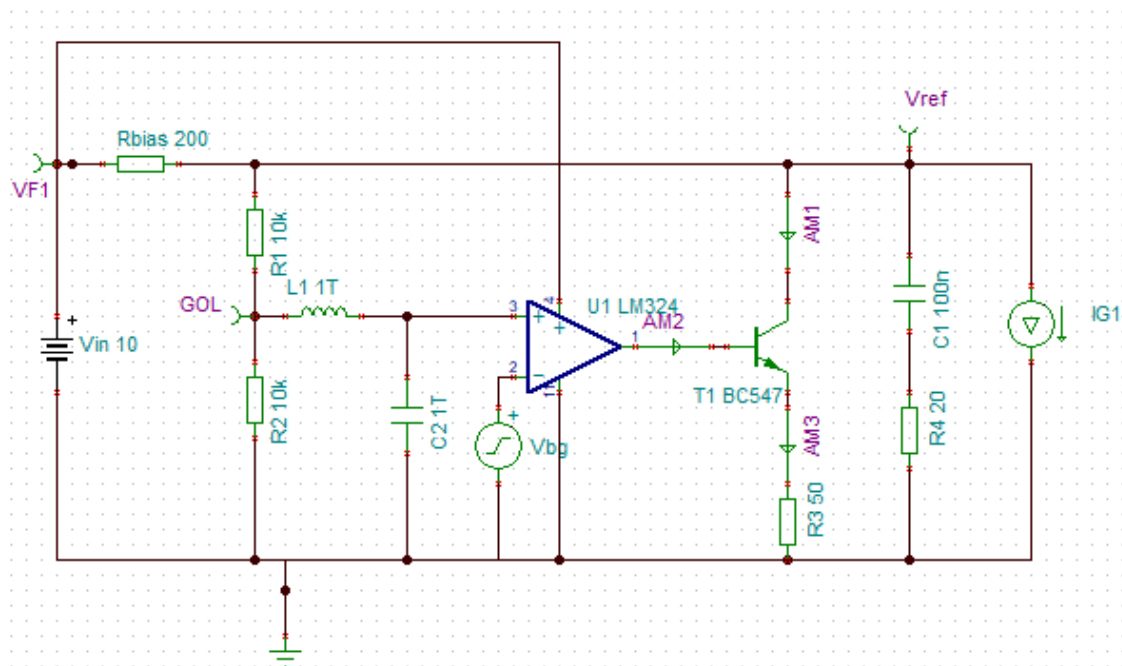 Vref
Rbias 200
VF1
R1 10k
AM1
L1 1T
GOL
U1 LM324
AM2
3
4
+
+
1
2
-
11
+
Vin 10
C1 100n
IG1
R2 10k
C2 1T
+
Vbg
T1 BC547
AM3
R4 20
R3 50